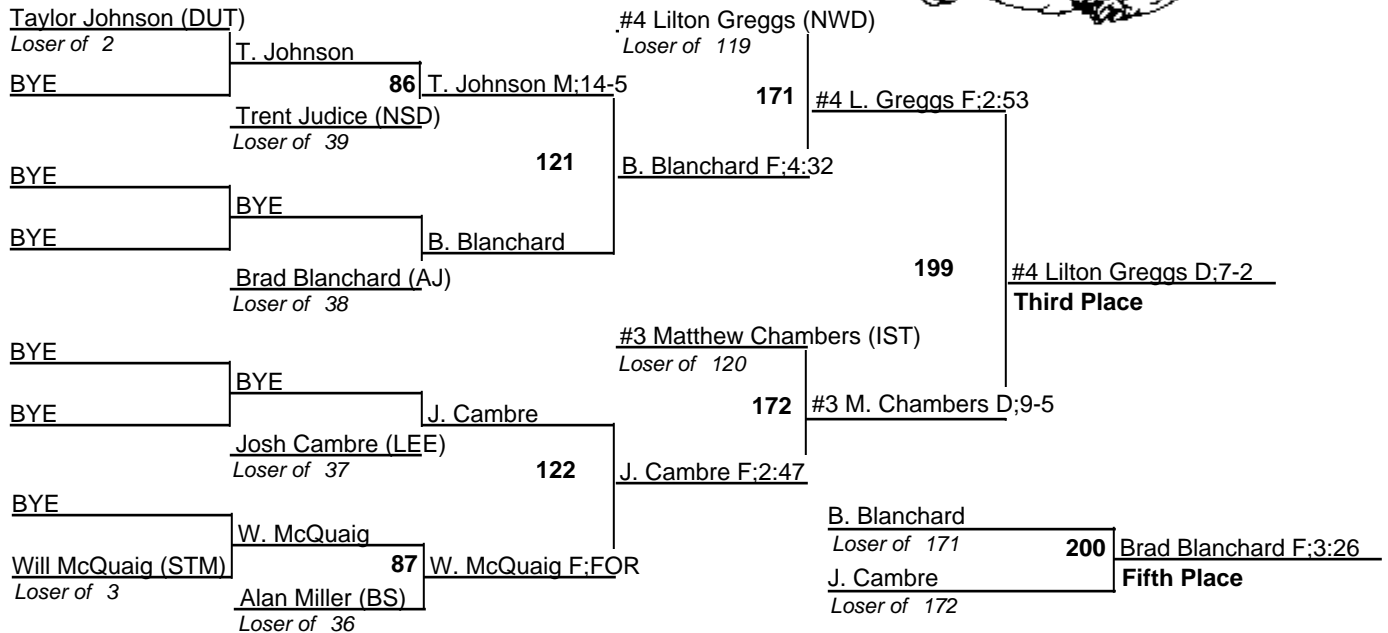 Taylor Johnson (DUT)
Loser of 2
BYE
T. Johnson
86
Trent Judice (NSD)
Loser of 39
T. Johnson M;14-5
BYE
BYE
BYE
Brad Blanchard (AJ)
Loser of 38
B. Blanchard
121
B. Blanchard F;4:32
#4 Lilton Greggs (NWD)
Loser of 119
171
#4 L. Greggs F;2:53
BYE
BYE
BYE
Josh Cambre (LEE)
Loser of 37
J. Cambre
122
J. Cambre F;2:47
BYE
Will McQuaig (STM)
Loser of 3
W. McQuaig
87
Alan Miller (BS)
Loser of 36
W. McQuaig F;FOR
#3 Matthew Chambers (IST)
Loser of 120
172
#3 M. Chambers D;9-5
199
#4 Lilton Greggs D;7-2
Third Place
B. Blanchard
Loser of 171
J. Cambre
Loser of 172
200
Brad Blanchard F;3:26
Fifth Place